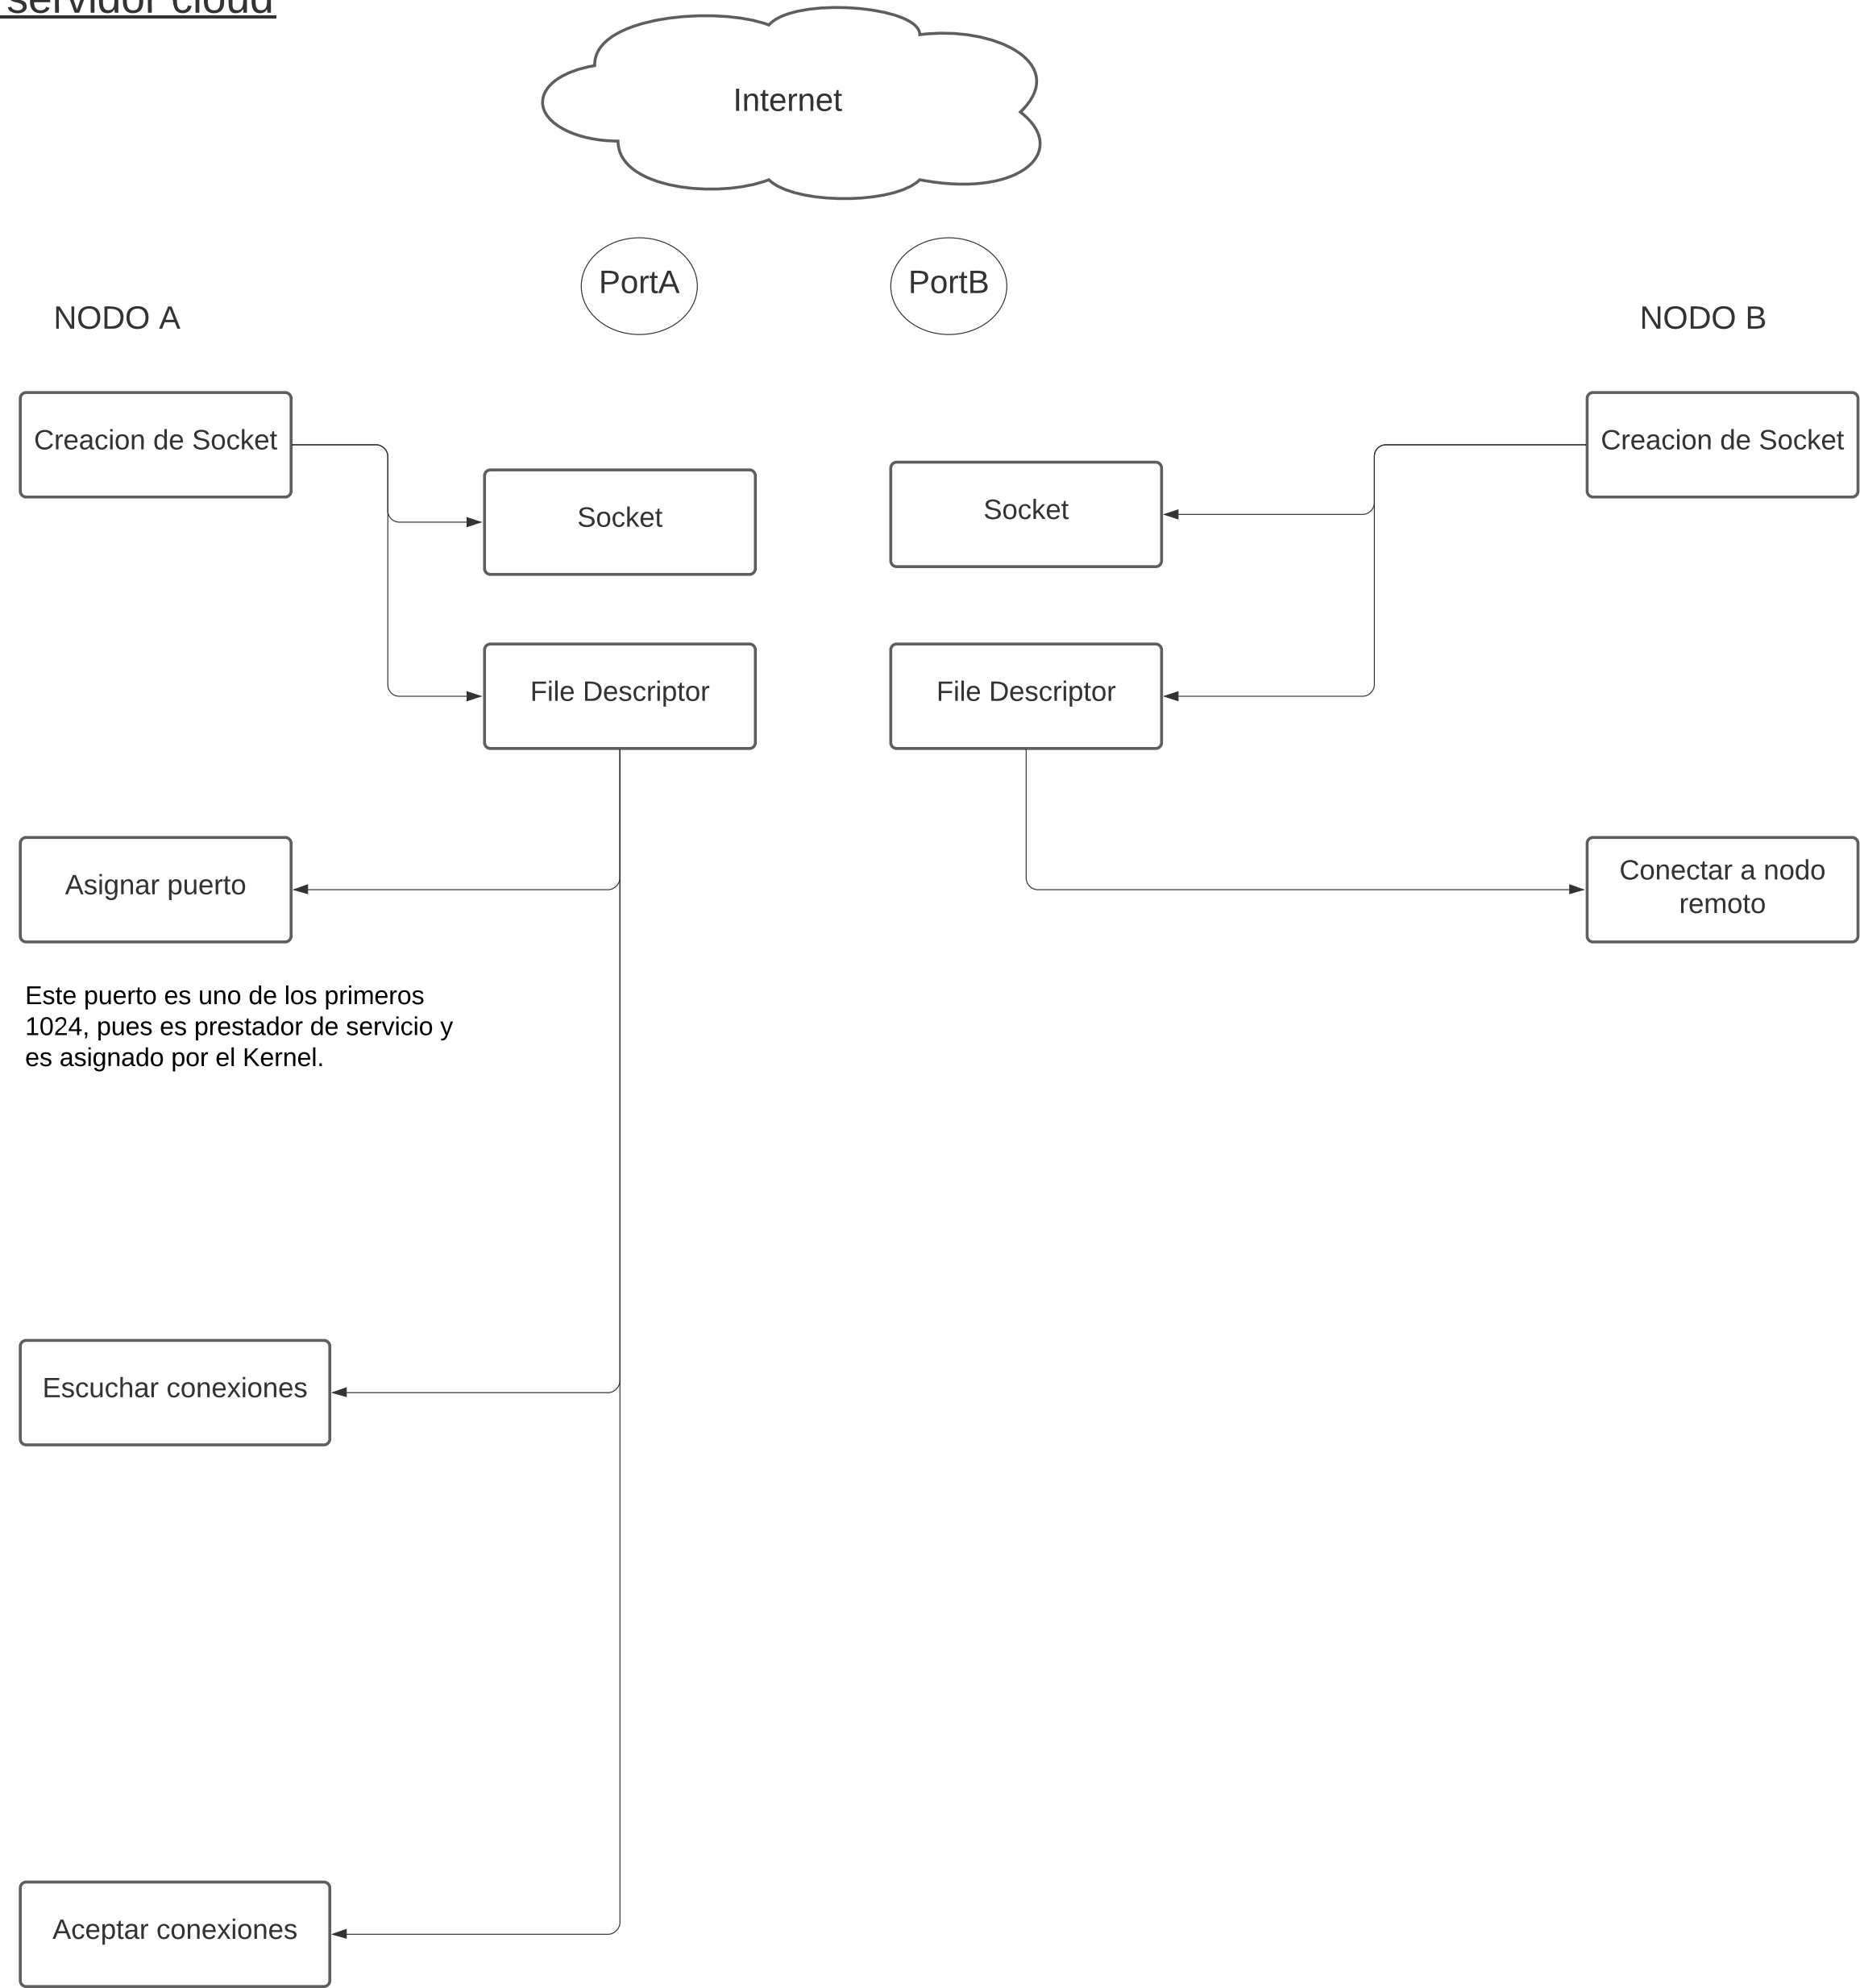 servidor cloud
Internet
PortA
PortB
NODO A
NODO B
Creacion de Socket
Creacion de Socket
Socket
Socket
File Descriptor
File Descriptor
Asignar puerto
Conectar a nodo
remoto
Este puerto es uno de los primeros
1024, pues es prestador de servicio y
es asignado por el Kernel.
Escuchar conexiones
Aceptar conexiones